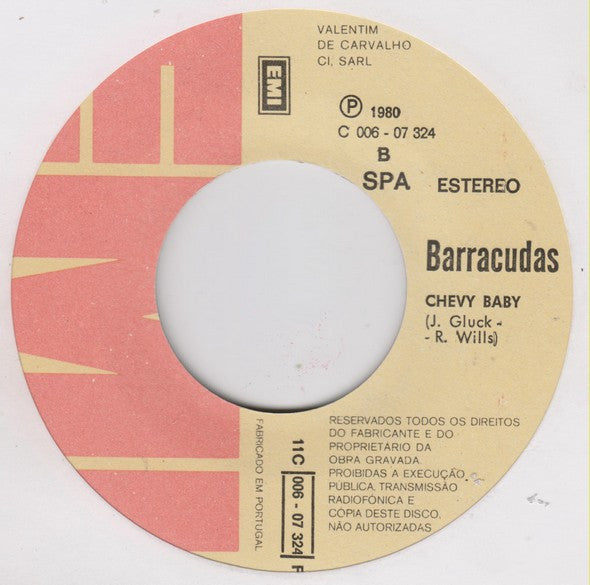 VALENTIM
DE CARVALHO
CI, SARL
EMI
Ⓟ 1980
C 006 - 07 324
B
SPA ESTEREO
Barracudas
CHEVY BABY
(J. Gluck -
- R. Wills)
RESERVADOS TODOS OS DIREITOS
DO FABRICANTE E DO
PROPRIETARIO DA
OBRA GRAVADA.
PROIBIDAS A EXECUÇÃO
PÚBLICA, TRANSMISSÃO
RADIOFÓNICA E
CÓPIA DESTE DISCO,
NÃO AUTORIZADAS
FABRICADO EM PORTUGAL
11C 006 - 07 324